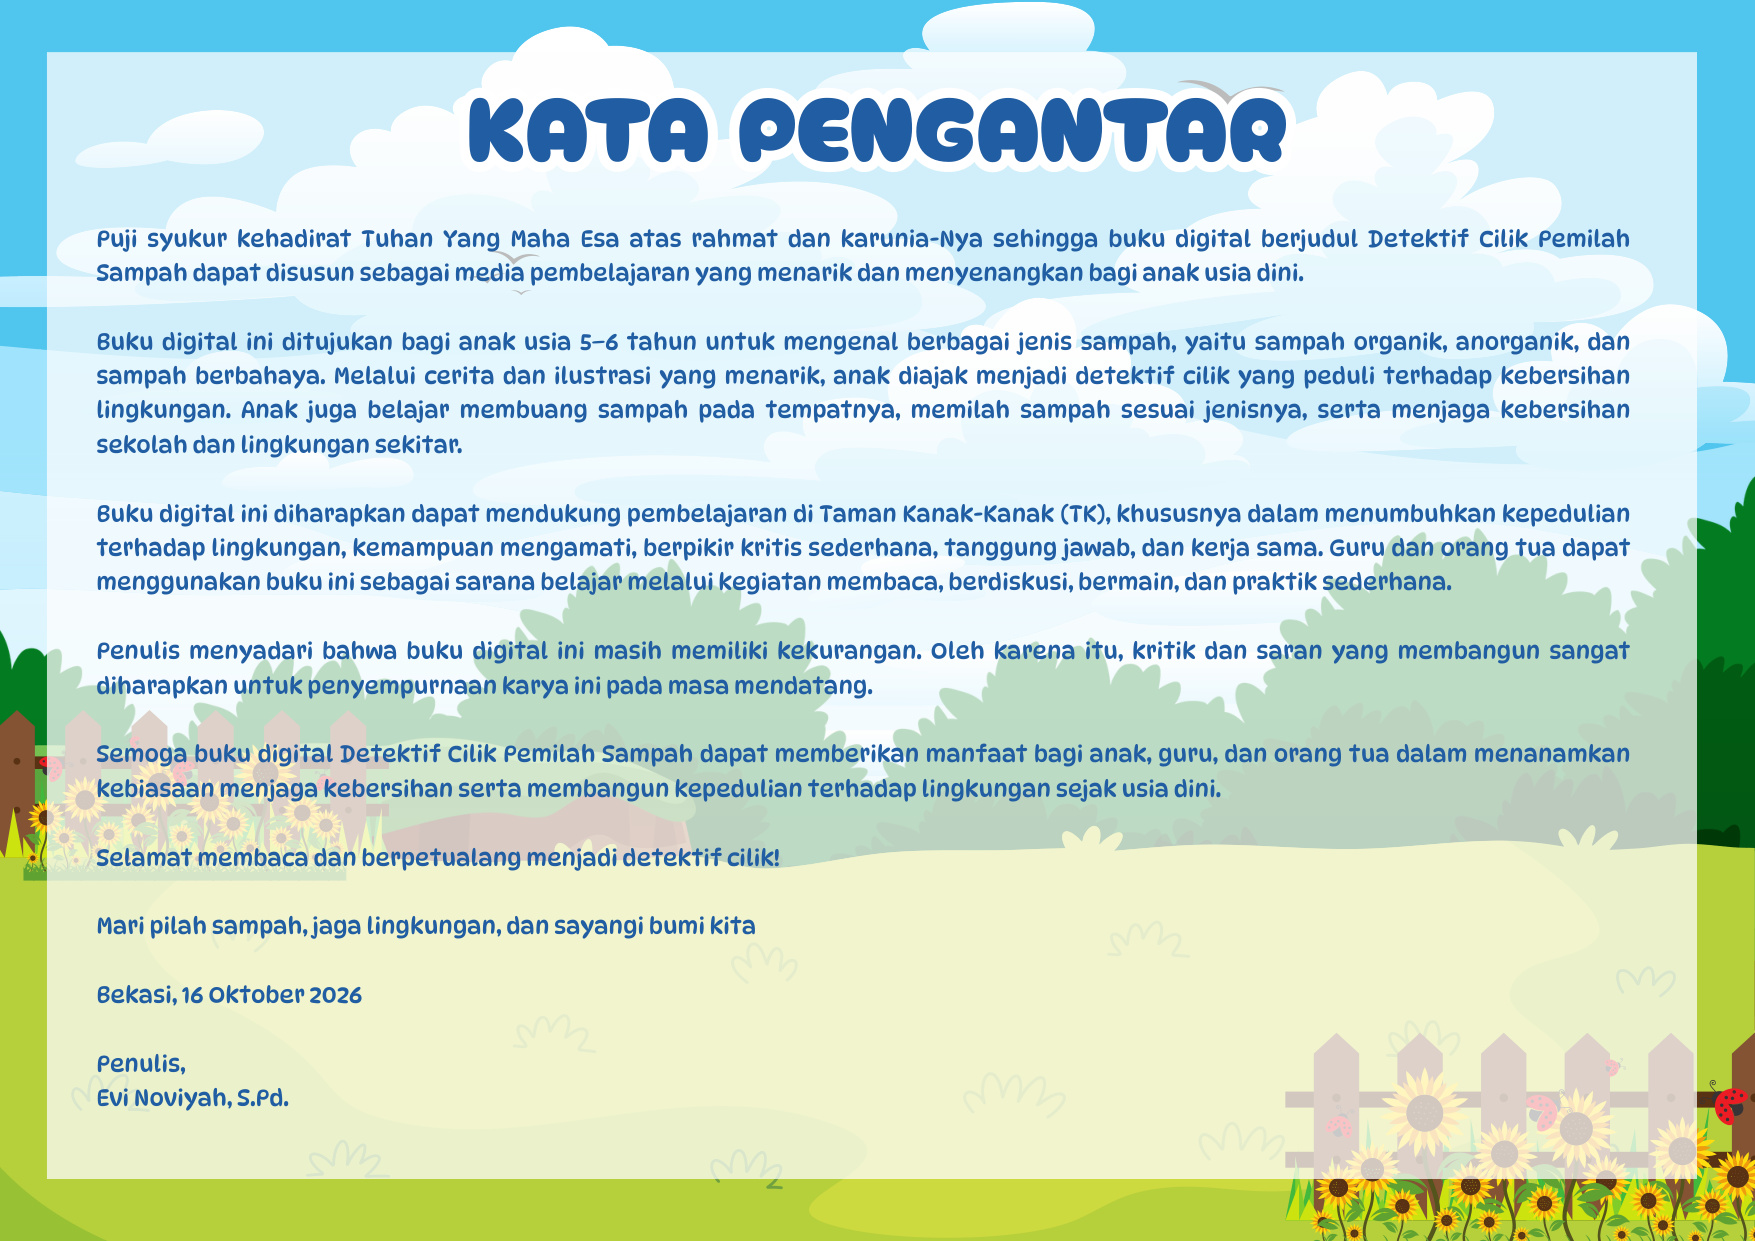 KATA PENGANTAR
Puji syukur kehadirat Tuhan Yang Maha Esa atas rahmat dan karunia-Nya sehingga buku digital berjudul Detektif Cilik Pemilah
Sampah dapat disusun sebagai media pembelajaran yang menarik dan menyenangkan bagi anak usia dini.
Buku digital ini ditujukan bagi anak usia 5–6 tahun untuk mengenal berbagai jenis sampah, yaitu sampah organik, anorganik, dan
sampah berbahaya. Melalui cerita dan ilustrasi yang menarik, anak diajak menjadi detektif cilik yang peduli terhadap kebersihan
lingkungan. Anak juga belajar membuang sampah pada tempatnya, memilah sampah sesuai jenisnya, serta menjaga kebersihan
sekolah dan lingkungan sekitar.
Buku digital ini diharapkan dapat mendukung pembelajaran di Taman Kanak-Kanak (TK), khususnya dalam menumbuhkan kepedulian
terhadap lingkungan, kemampuan mengamati, berpikir kritis sederhana, tanggung jawab, dan kerja sama. Guru dan orang tua dapat
menggunakan buku ini sebagai sarana belajar melalui kegiatan membaca, berdiskusi, bermain, dan praktik sederhana.
Penulis menyadari bahwa buku digital ini masih memiliki kekurangan. Oleh karena itu, kritik dan saran yang membangun sangat
diharapkan untuk penyempurnaan karya ini pada masa mendatang.
Semoga buku digital Detektif Cilik Pemilah Sampah dapat memberikan manfaat bagi anak, guru, dan orang tua dalam menanamkan
kebiasaan menjaga kebersihan serta membangun kepedulian terhadap lingkungan sejak usia dini.
Selamat membaca dan berpetualang menjadi detektif cilik!
Mari pilah sampah, jaga lingkungan, dan sayangi bumi kita
Bekasi, 16 Oktober 2026
Penulis,
Evi Noviyah, S.Pd.